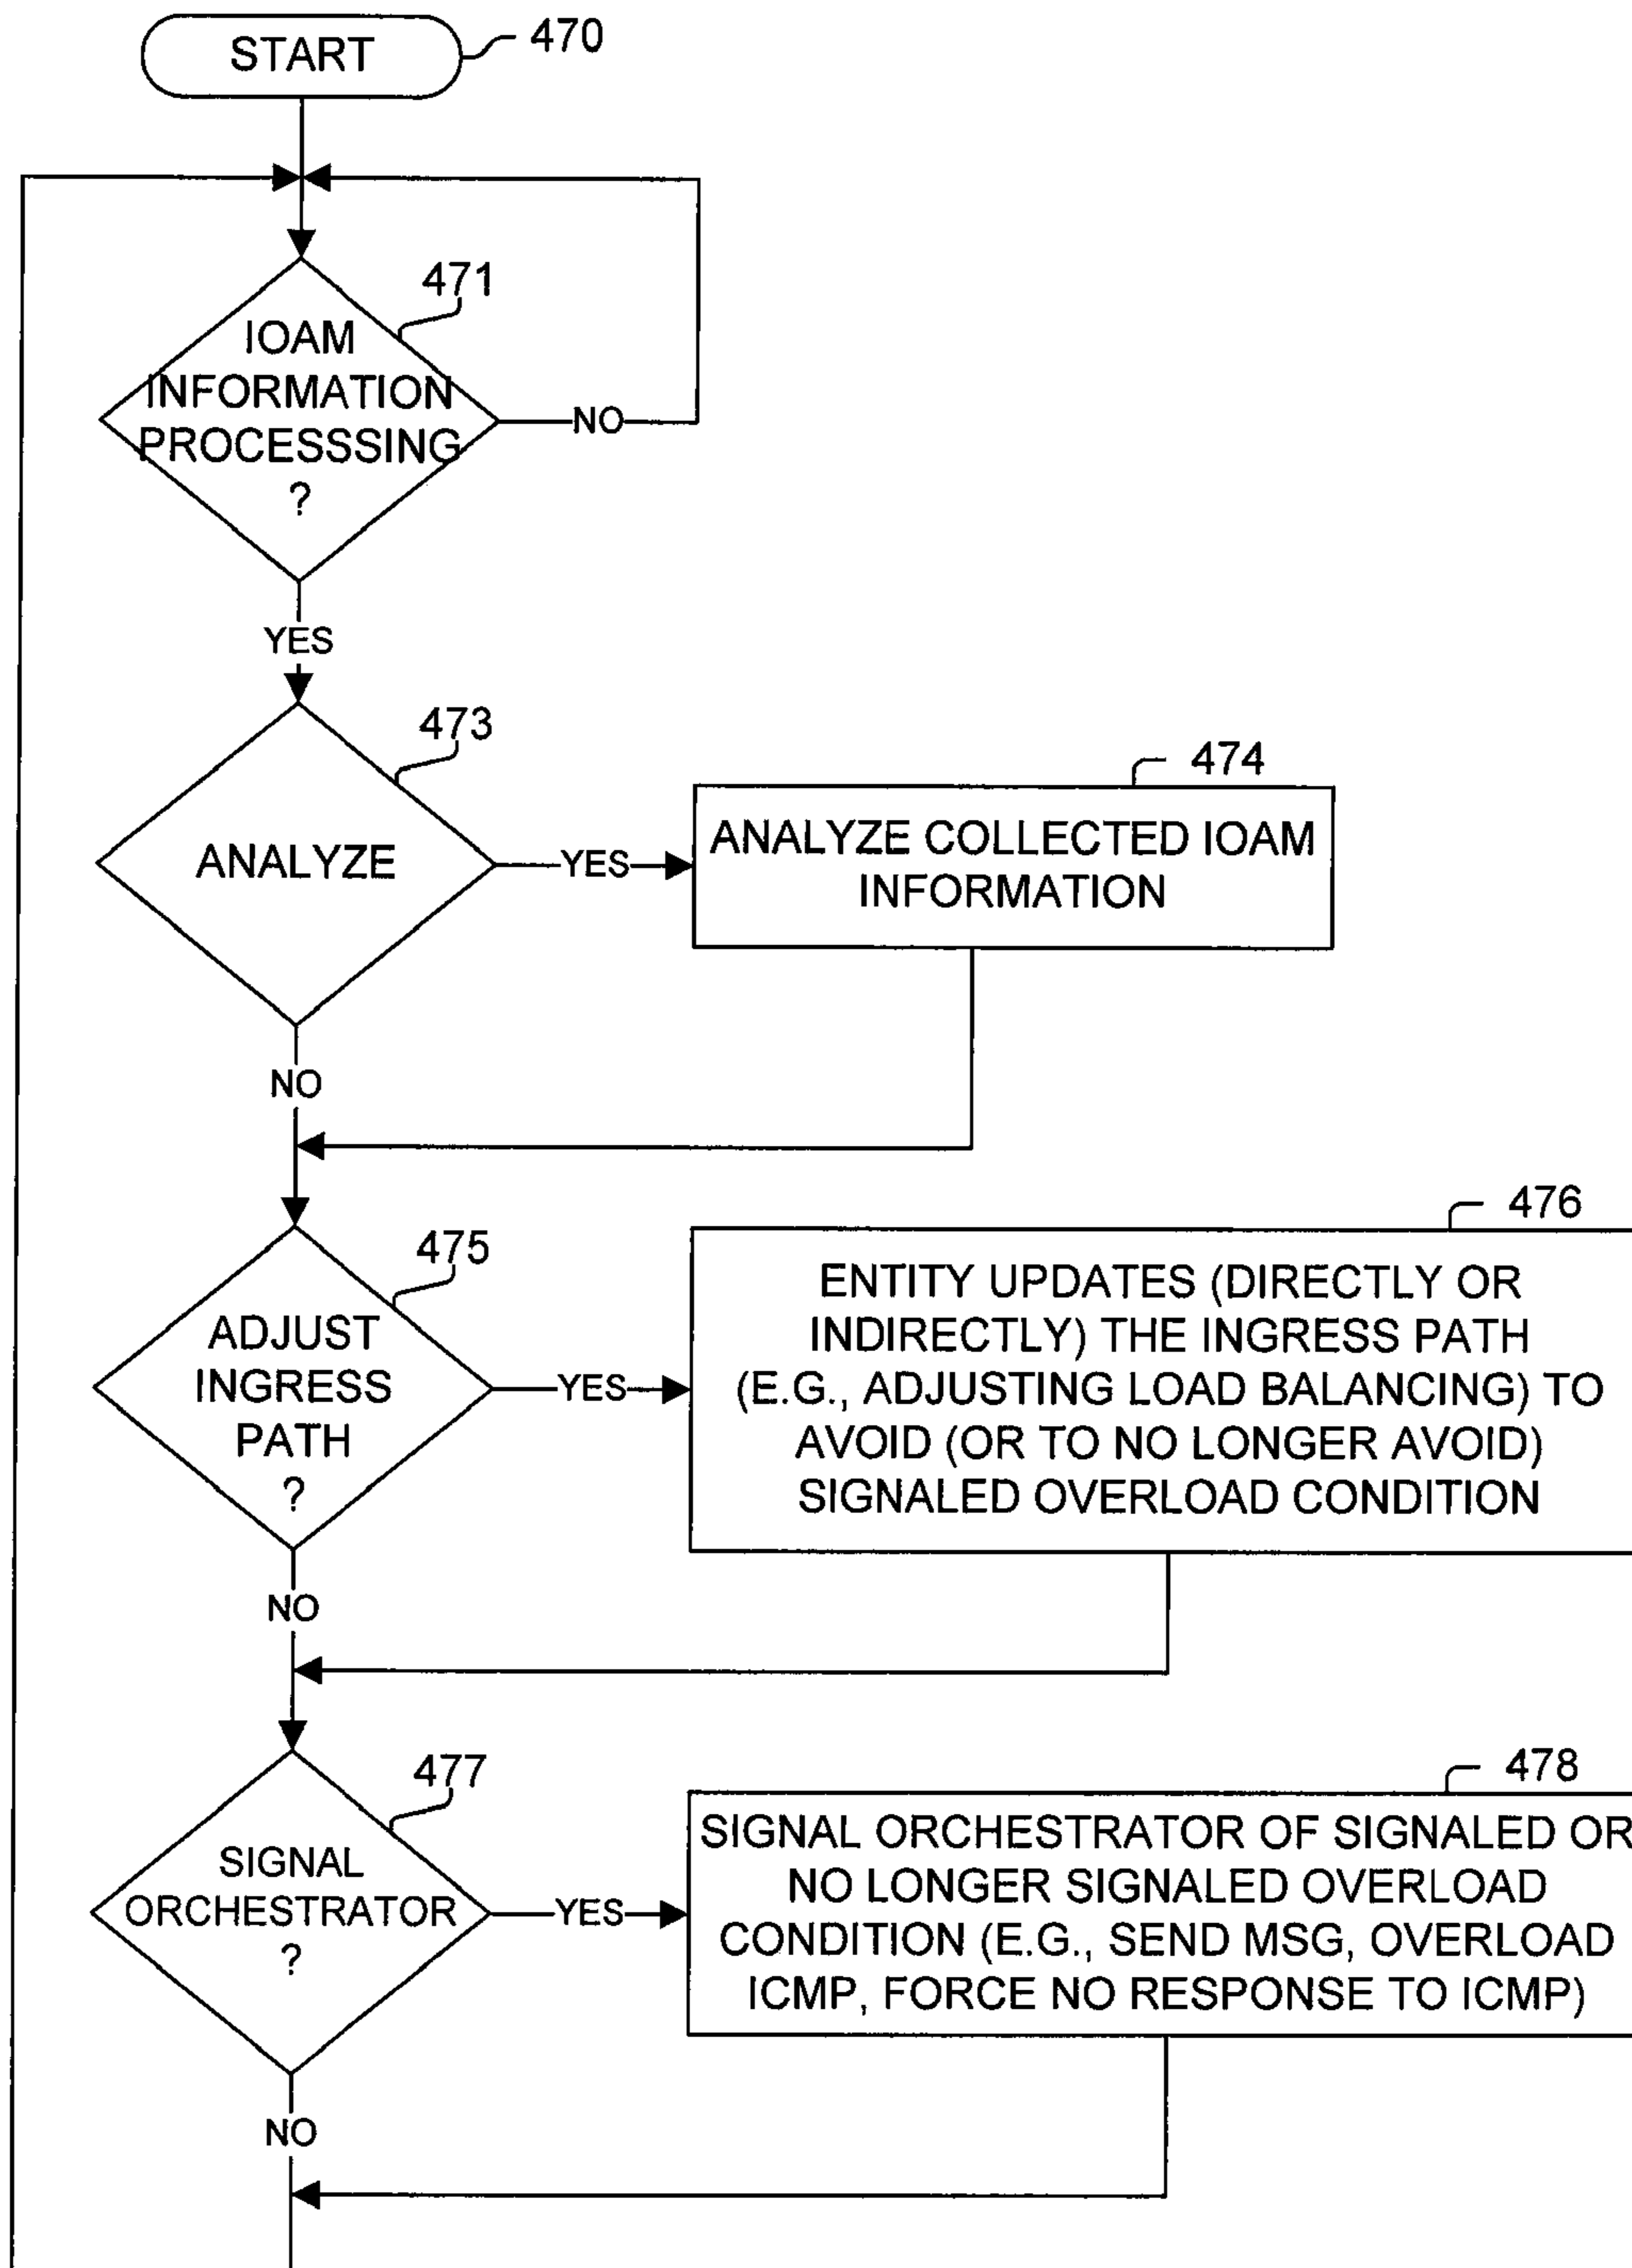 START
470
471
IOAM
INFORMATION
PROCESSSING
?
NO
YES
473
ANALYZE
YES
474
ANALYZE COLLECTED IOAM
INFORMATION
NO
475
ADJUST
INGRESS
PATH
?
YES
476
ENTITY UPDATES (DIRECTLY OR
INDIRECTLY) THE INGRESS PATH
(E.G., ADJUSTING LOAD BALANCING) TO
AVOID (OR TO NO LONGER AVOID)
SIGNALED OVERLOAD CONDITION
NO
477
SIGNAL
ORCHESTRATOR
?
YES
478
SIGNAL ORCHESTRATOR OF SIGNALED OR
NO LONGER SIGNALED OVERLOAD
CONDITION (E.G., SEND MSG, OVERLOAD
ICMP, FORCE NO RESPONSE TO ICMP)
NO